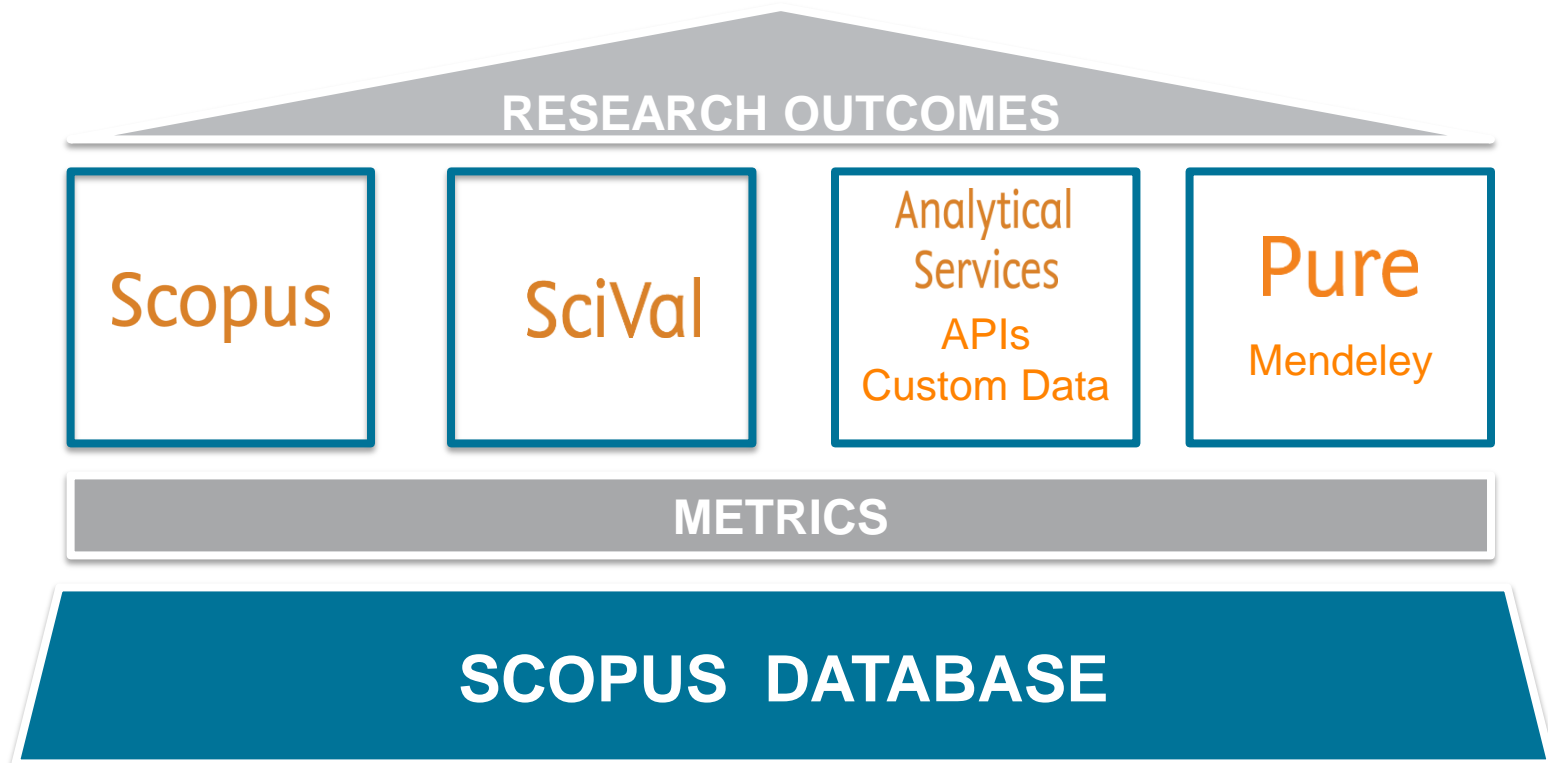 RESEARCH OUTCOMES
Scopus
SciVal
Analytical
Services
APIs
Custom Data
Pure
Mendeley
METRICS
SCOPUS DATABASE